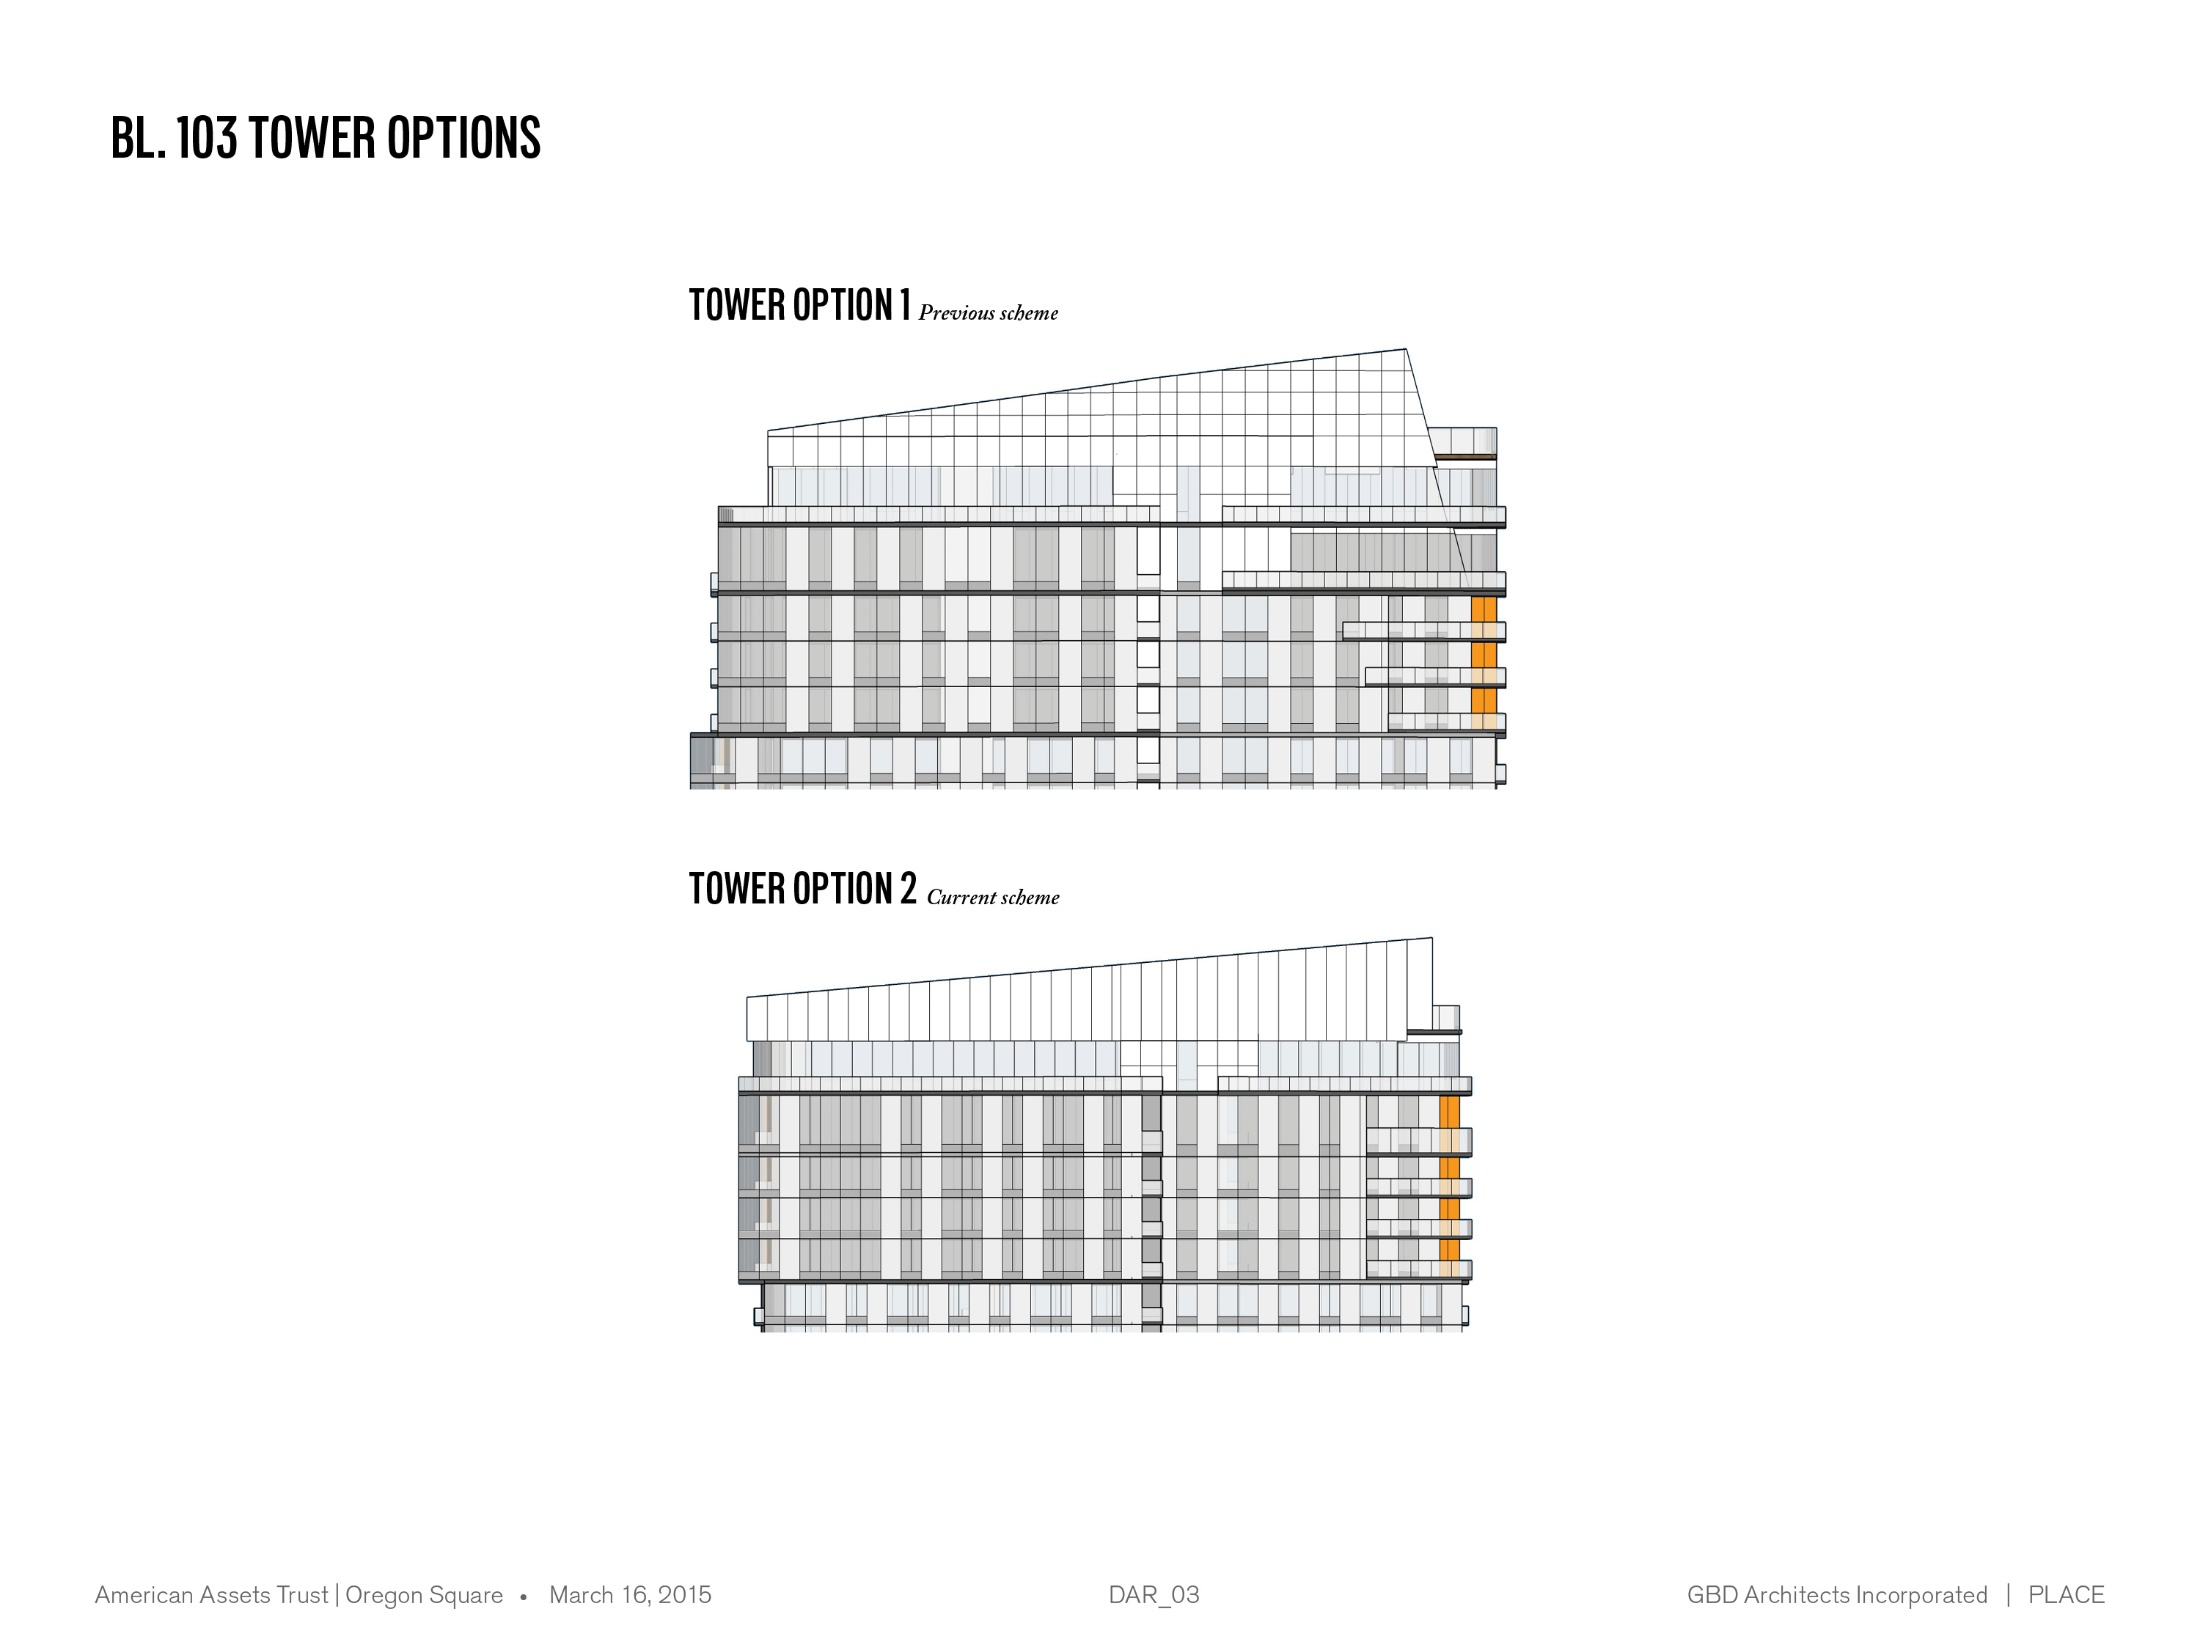 BL. 103 TOWER OPTIONS
TOWER OPTION 1 Previous scheme
TOWER OPTION 2 Current scheme
American Assets Trust | Oregon Square • March 16, 2015
DAR_03
GBD Architects Incorporated | PLACE